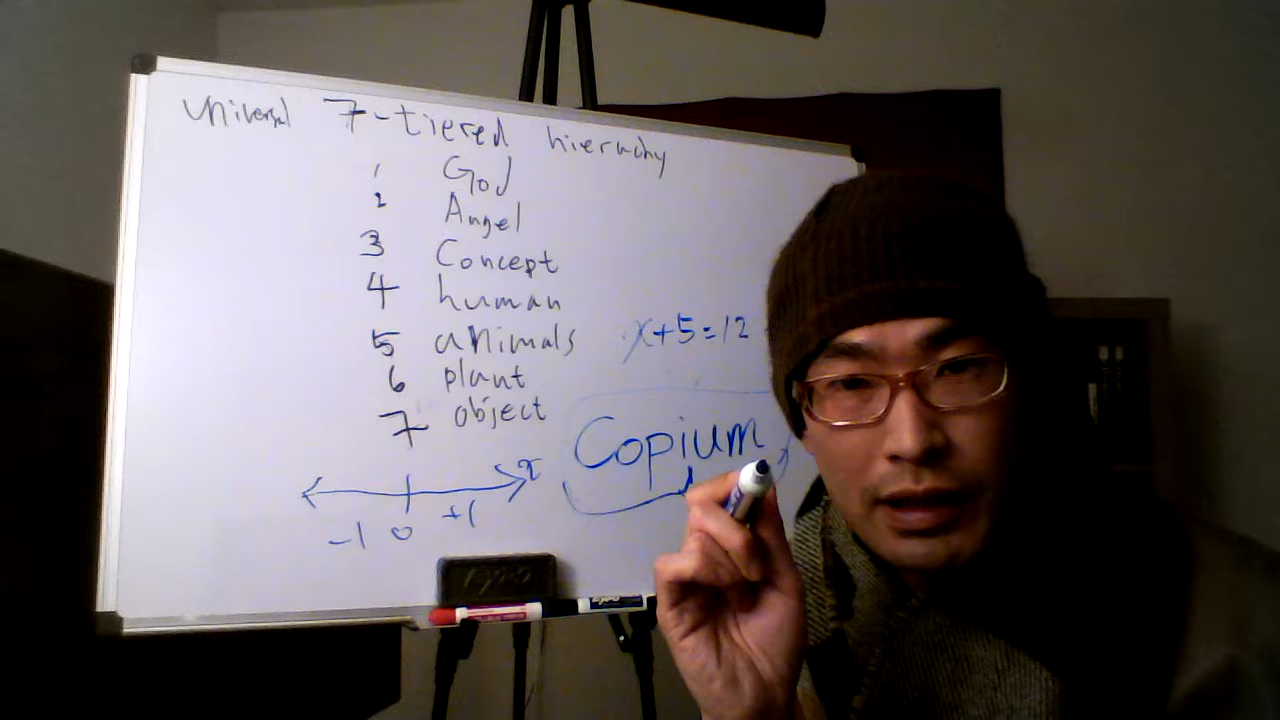 universal 7-tiered hierachy
1 God
2 Angel
3 Concept
4 human
5 animals
6 plant
7 object
x+5=12
Copium
x
-1 0 +1